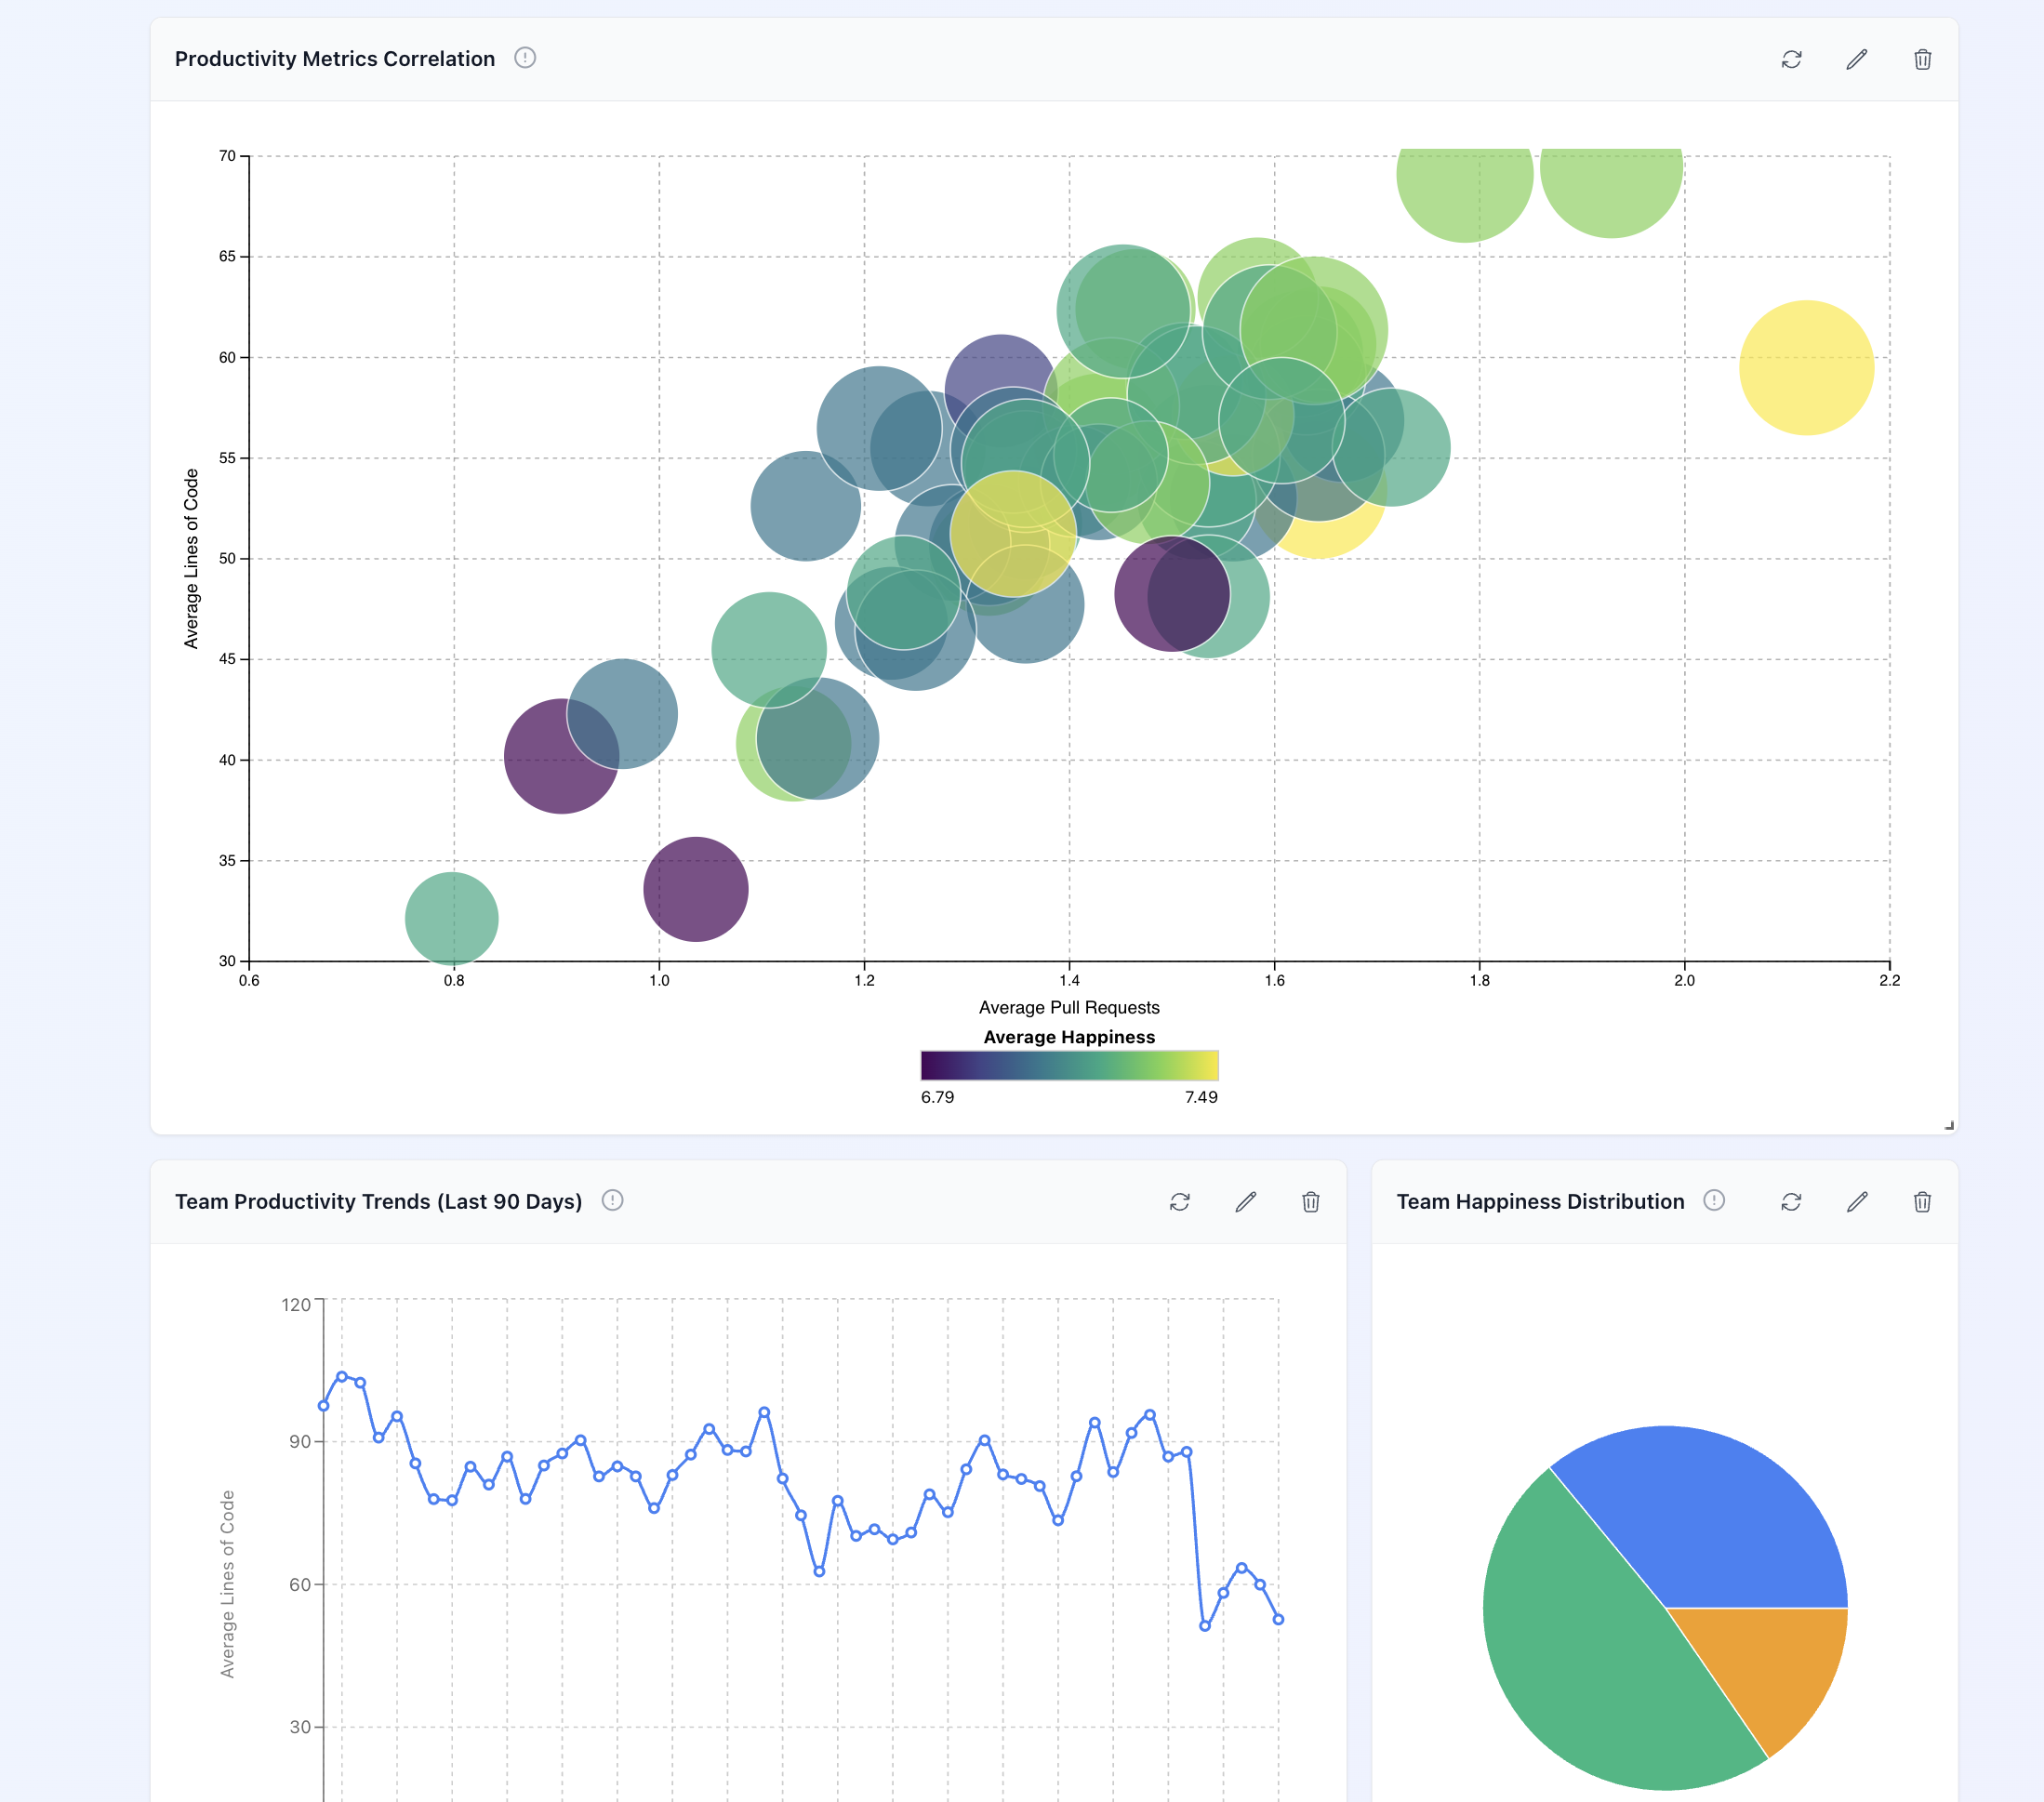 Productivity Metrics Correlation
70
65
60
55
50
45
40
35
30
Average Lines of Code
0.6 0.8 1.0 1.2 1.4 1.6 1.8 2.0 2.2
Average Pull Requests
Average Happiness
6.79 7.49
Team Productivity Trends (Last 90 Days)
120
90
60
30
Average Lines of Code
Team Happiness Distribution